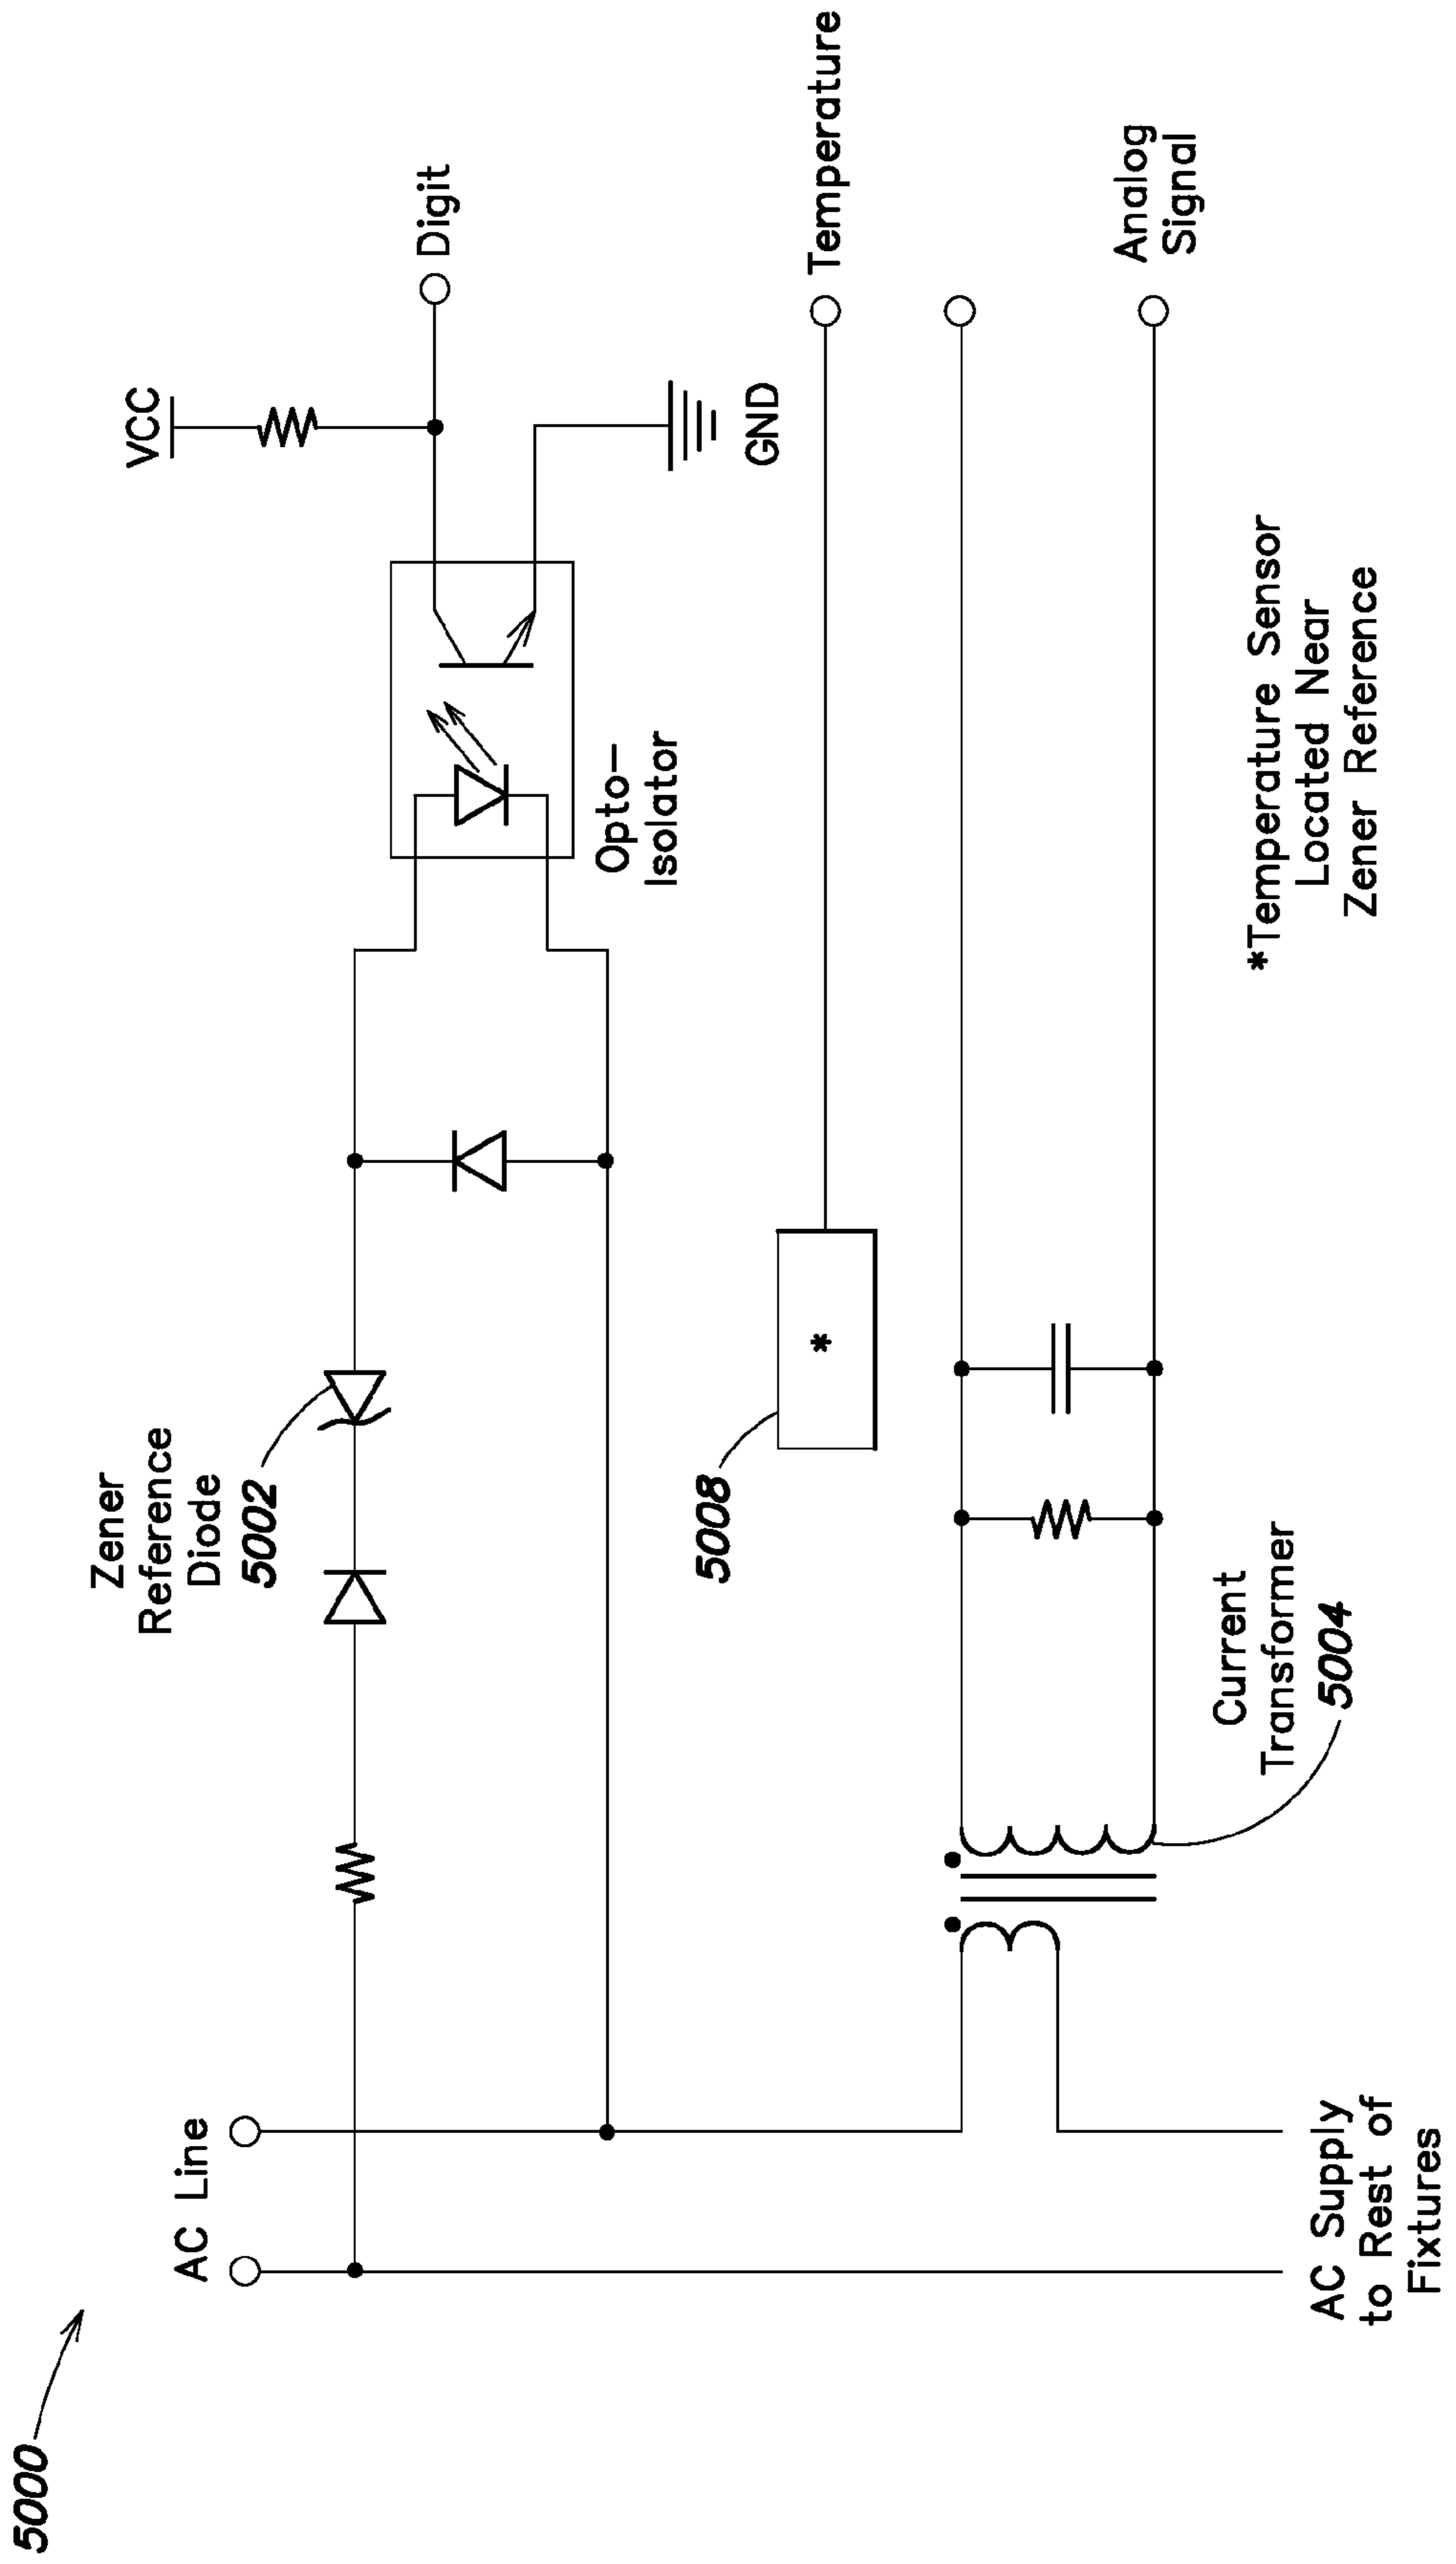 5000
AC Line
Zener
Reference
Diode
5002
VCC
Digit
Opto-
Isolator
GND
5008
*
Temperature
Current
Transformer
5004
Analog
Signal
*Temperature Sensor
Located Near
Zener Reference
AC Supply
to Rest of
Fixtures